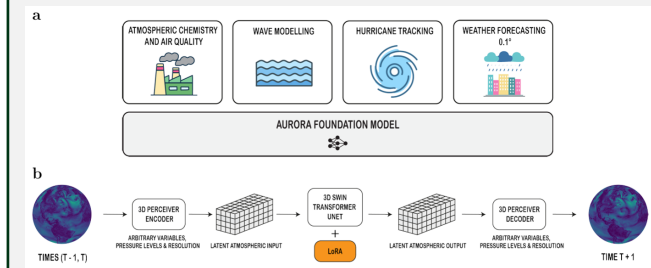 a
ATMOSPHERIC CHEMISTRY
AND AIR QUALITY
WAVE MODELLING
HURRICANE TRACKING
WEATHER FORECASTING
0.1°
AURORA FOUNDATION MODEL
b
TIMES (T - 1, T)
3D PERCEIVER
ENCODER
ARBITRARY VARIABLES,
PRESSURE LEVELS & RESOLUTION
LATENT ATMOSPHERIC INPUT
3D SWIN
TRANSFORMER
UNET
+
LoRA
LATENT ATMOSPHERIC OUTPUT
3D PERCEIVER
DECODER
ARBITRARY VARIABLES,
PRESSURE LEVELS & RESOLUTION
TIME T + 1